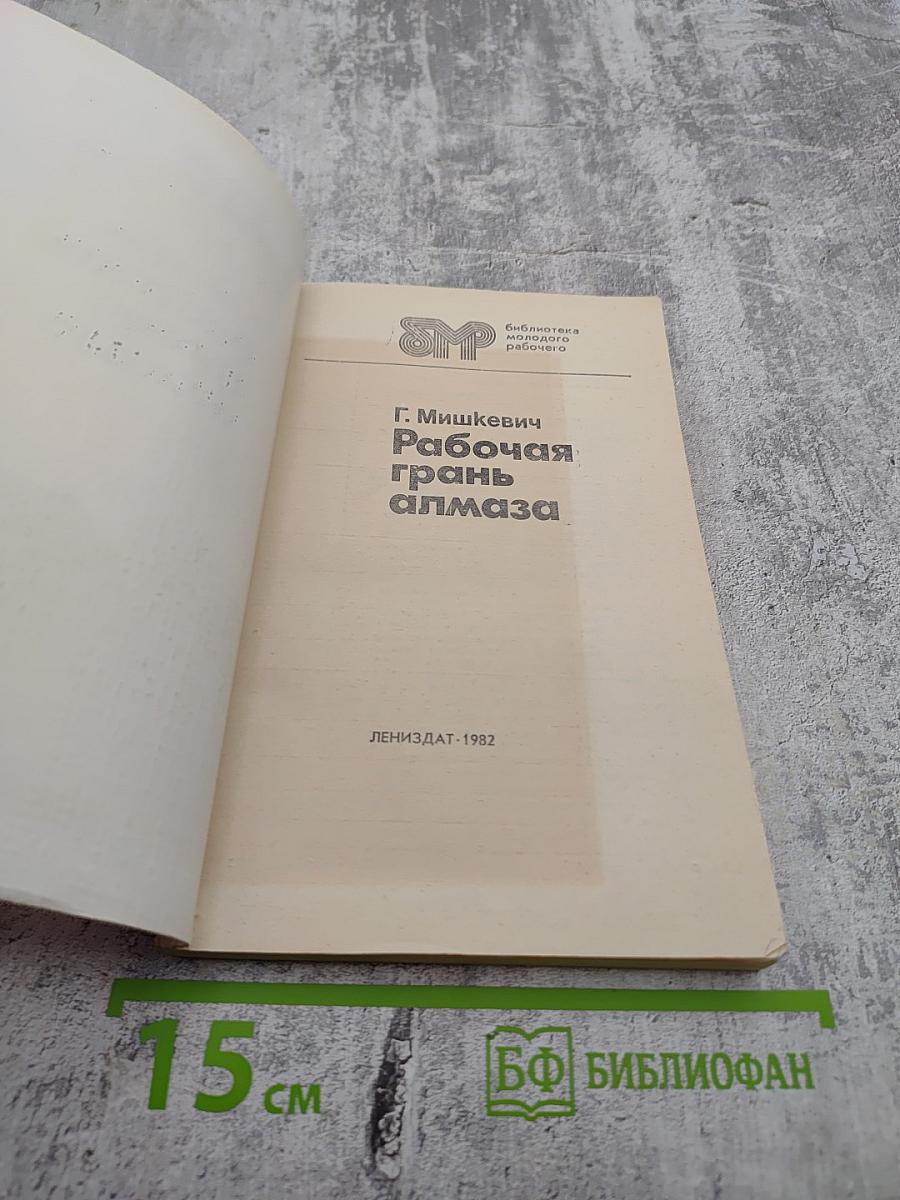 бмр
библиотека
молодого
рабочего
Г. Мишкевич
Рабочая
грань
алмаза
ЛЕНИЗДАТ·1982
15 см
БФ БИБЛИОФАН